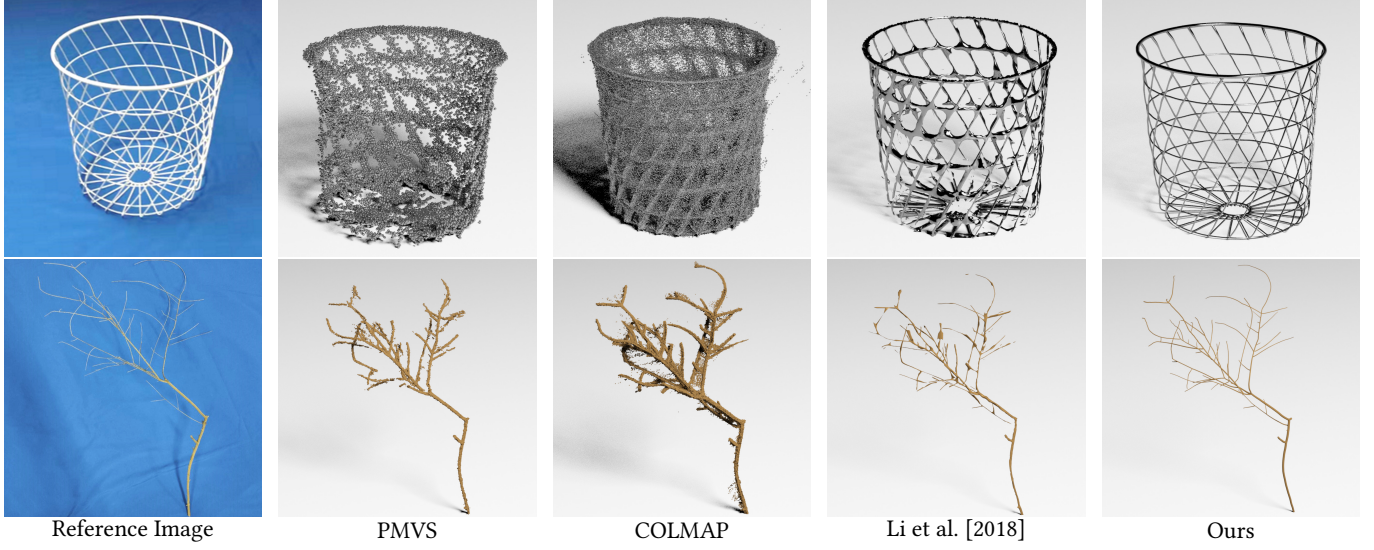 Reference Image
PMVS
COLMAP
Li et al. [2018]
Ours